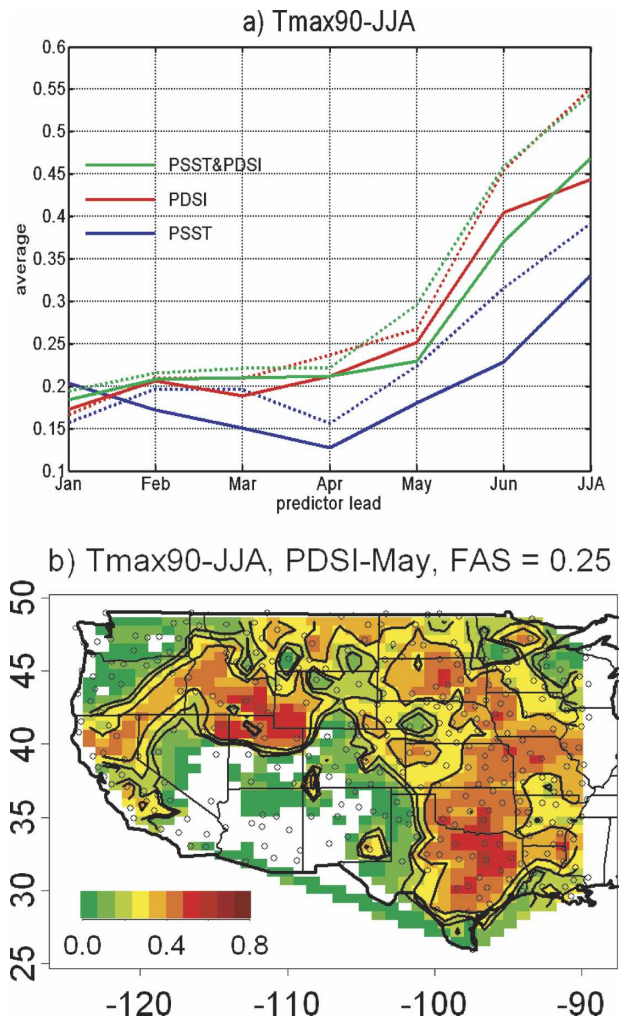 a) Tmax90-JJA
0.6
0.55
0.5
0.45
0.4
0.35
0.3
0.25
0.2
0.15
0.1
average
PSST&PDSI
PDSI
PSST
Jan Feb Mar Apr May Jun JJA
predictor lead
b) Tmax90-JJA, PDSI-May, FAS = 0.25
50
45
40
35
30
25
0.0 0.4 0.8
-120 -110 -100 -90